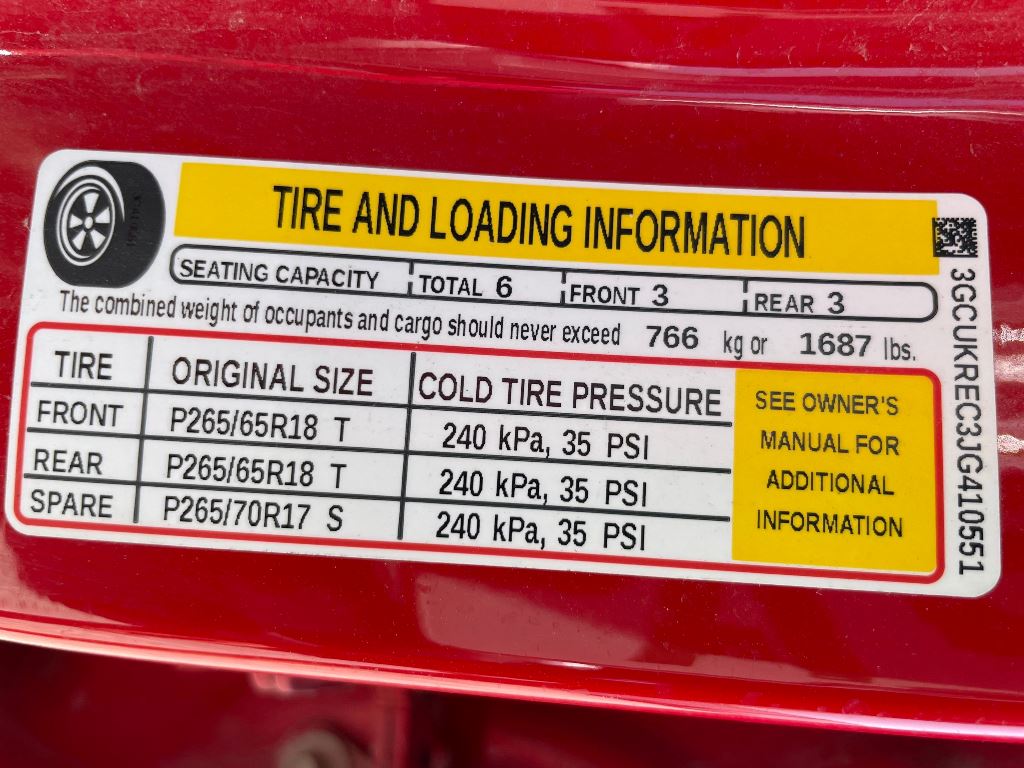 TIRE AND LOADING INFORMATION
SEATING CAPACITY TOTAL 6 FRONT 3 REAR 3
The combined weight of occupants and cargo should never exceed 766 kg or 1687 lbs.
TIRE ORIGINAL SIZE COLD TIRE PRESSURE
FRONT P265/65R18 T 240 kPa, 35 PSI
REAR P265/65R18 T 240 kPa, 35 PSI
SPARE P265/70R17 S 240 kPa, 35 PSI
SEE OWNER'S
MANUAL FOR
ADDITIONAL
INFORMATION
3GCUKREC3JG410551